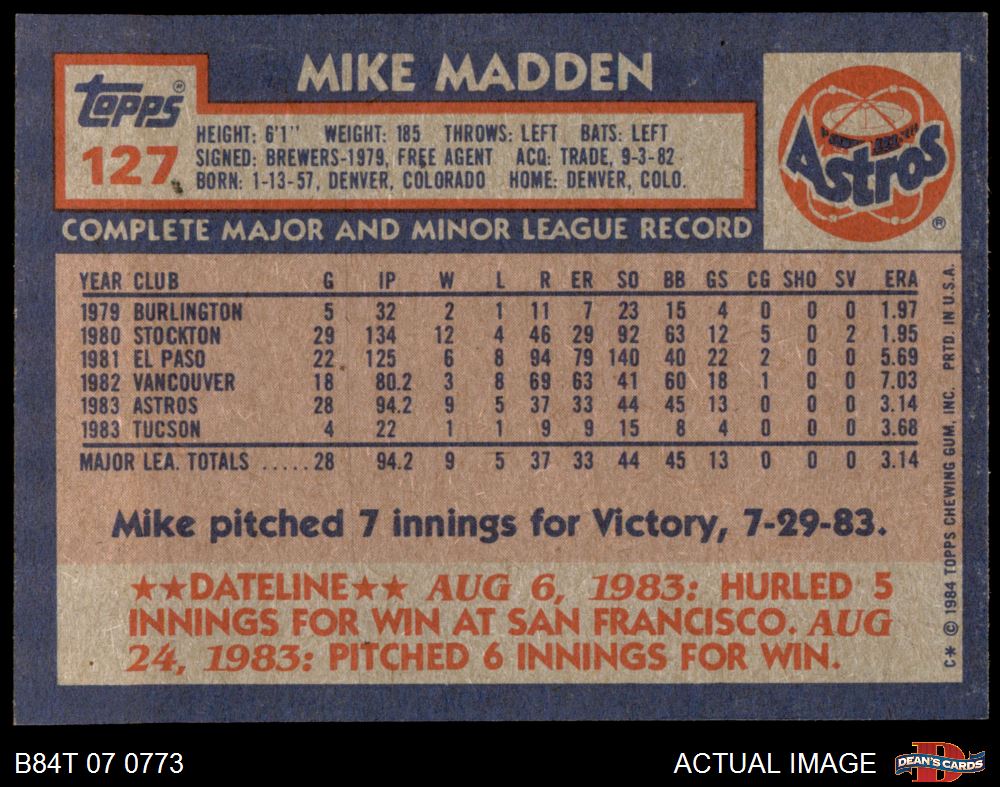 MIKE MADDEN
Topps®
127
HEIGHT: 6'1" WEIGHT: 185 THROWS: LEFT BATS: LEFT
SIGNED: BREWERS-1979, FREE AGENT ACQ: TRADE, 9-3-82
BORN: 1-13-57, DENVER, COLORADO HOME: DENVER, COLO.
Astros
®
COMPLETE MAJOR AND MINOR LEAGUE RECORD
YEAR CLUB G IP W L R ER SO BB GS CG SHO SV ERA
1979 BURLINGTON 5 32 2 1 11 7 23 15 4 0 0 0 1.97
1980 STOCKTON 29 134 12 4 46 29 92 63 12 5 0 2 1.95
1981 EL PASO 22 125 6 8 94 79 140 40 22 2 0 0 5.69
1982 VANCOUVER 18 80.2 3 8 69 63 41 60 18 1 0 0 7.03
1983 ASTROS 28 94.2 9 5 37 33 44 45 13 0 0 0 3.14
1983 TUCSON 4 22 1 1 9 9 15 8 4 0 0 0 3.68
MAJOR LEA. TOTALS .....28 94.2 9 5 37 33 44 45 13 0 0 0 3.14
Mike pitched 7 innings for Victory, 7-29-83.
★★DATELINE★★ AUG 6, 1983: HURLED 5
INNINGS FOR WIN AT SAN FRANCISCO. AUG
24, 1983: PITCHED 6 INNINGS FOR WIN.
C* © 1984 TOPPS CHEWING GUM, INC. PRTD. IN U.S.A.
B84T 07 0773
ACTUAL IMAGE
D
DEAN'S CARDS